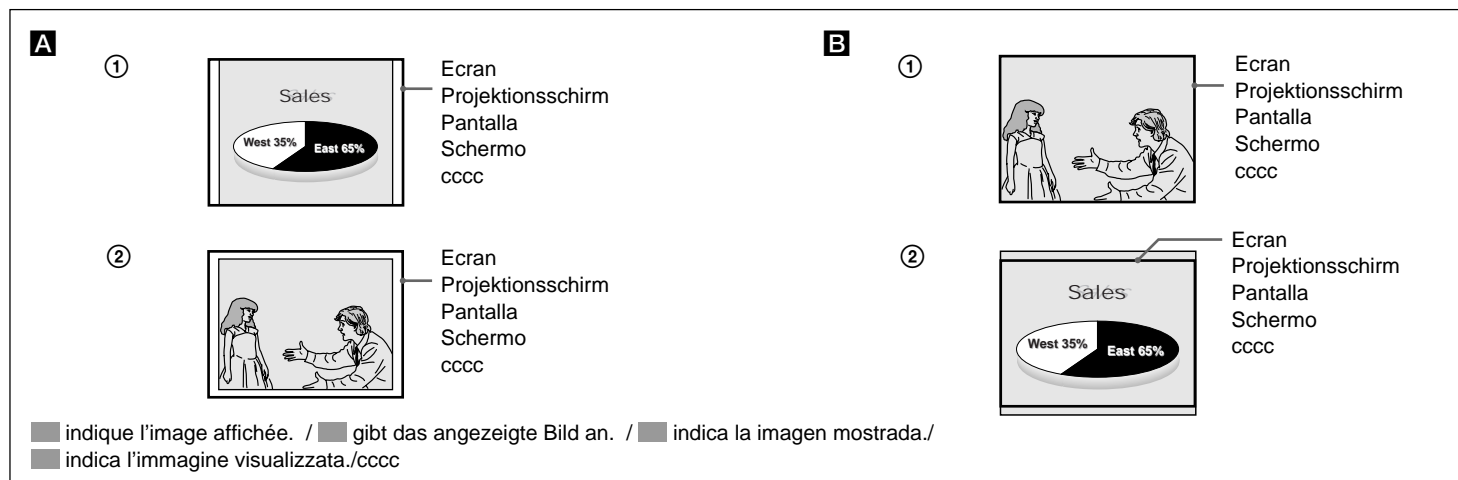 A
①
Sales
West 35%
East 65%
Ecran
Projektionsschirm
Pantalla
Schermo
cccc
②
Ecran
Projektionsschirm
Pantalla
Schermo
cccc
B
①
Ecran
Projektionsschirm
Pantalla
Schermo
cccc
②
Sales
West 35%
East 65%
Ecran
Projektionsschirm
Pantalla
Schermo
cccc
indique l’image affichée. / gibt das angezeigte Bild an. / indica la imagen mostrada./
indica l’immagine visualizzata./cccc